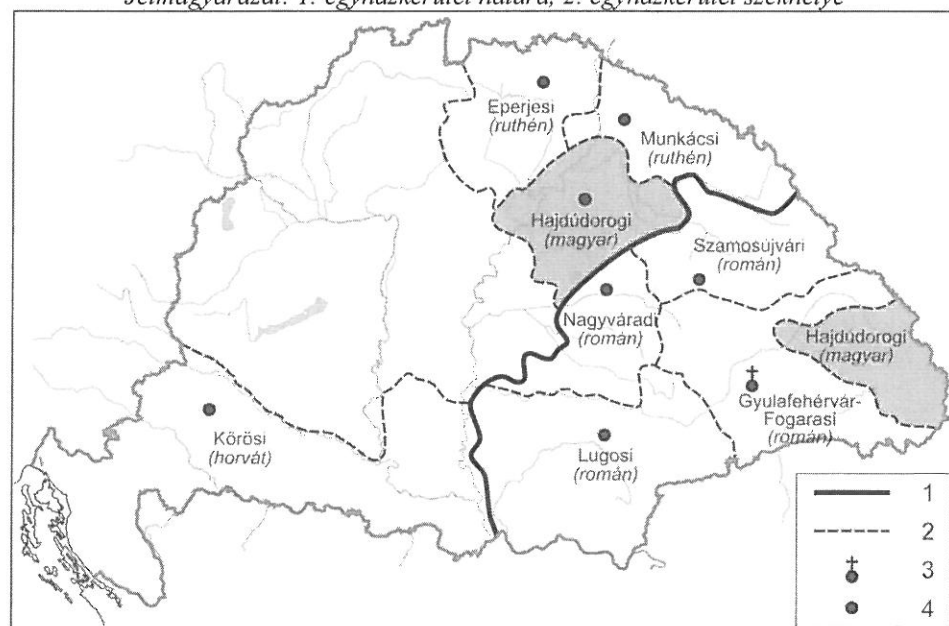 Jelmagyarázat: 1. egyházkerület határa; 2. egyházkerület székhelye
Eperjesi
(ruthén)
Munkácsi
(ruthén)
Hajdúdorogi
(magyar)
Szamosújvári
(román)
Nagyváradi
(román)
Hajdúdorogi
(magyar)
Gyulafehérvár-
Fogarasi
(román)
Körösi
(horvát)
Lugosi
(román)
1
2
3
4